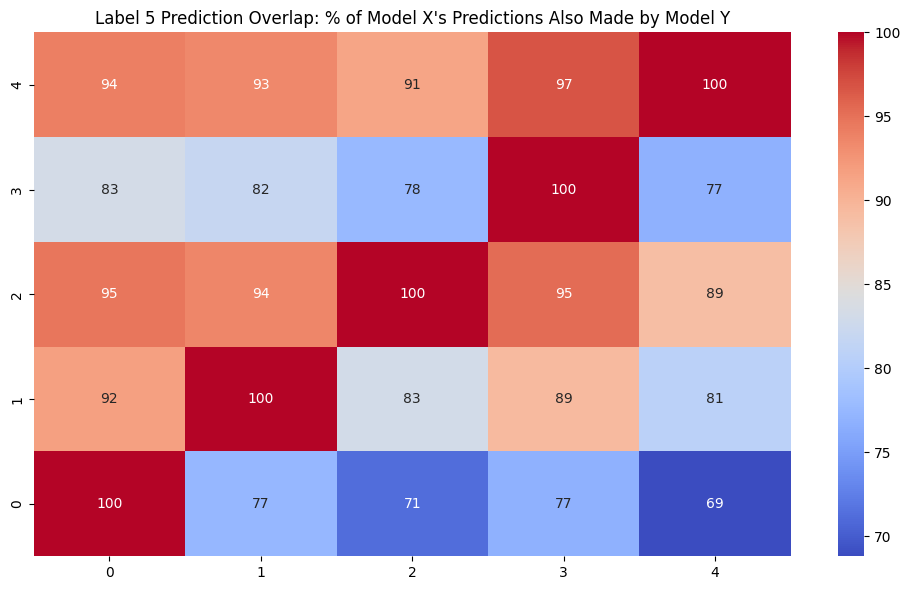 Label 5 Prediction Overlap: % of Model X's Predictions Also Made by Model Y
4 94 93 91 97 100
3 83 82 78 100 77
2 95 94 100 95 89
1 92 100 83 89 81
0 100 77 71 77 69
0 1 2 3 4
100
95
90
85
80
75
70